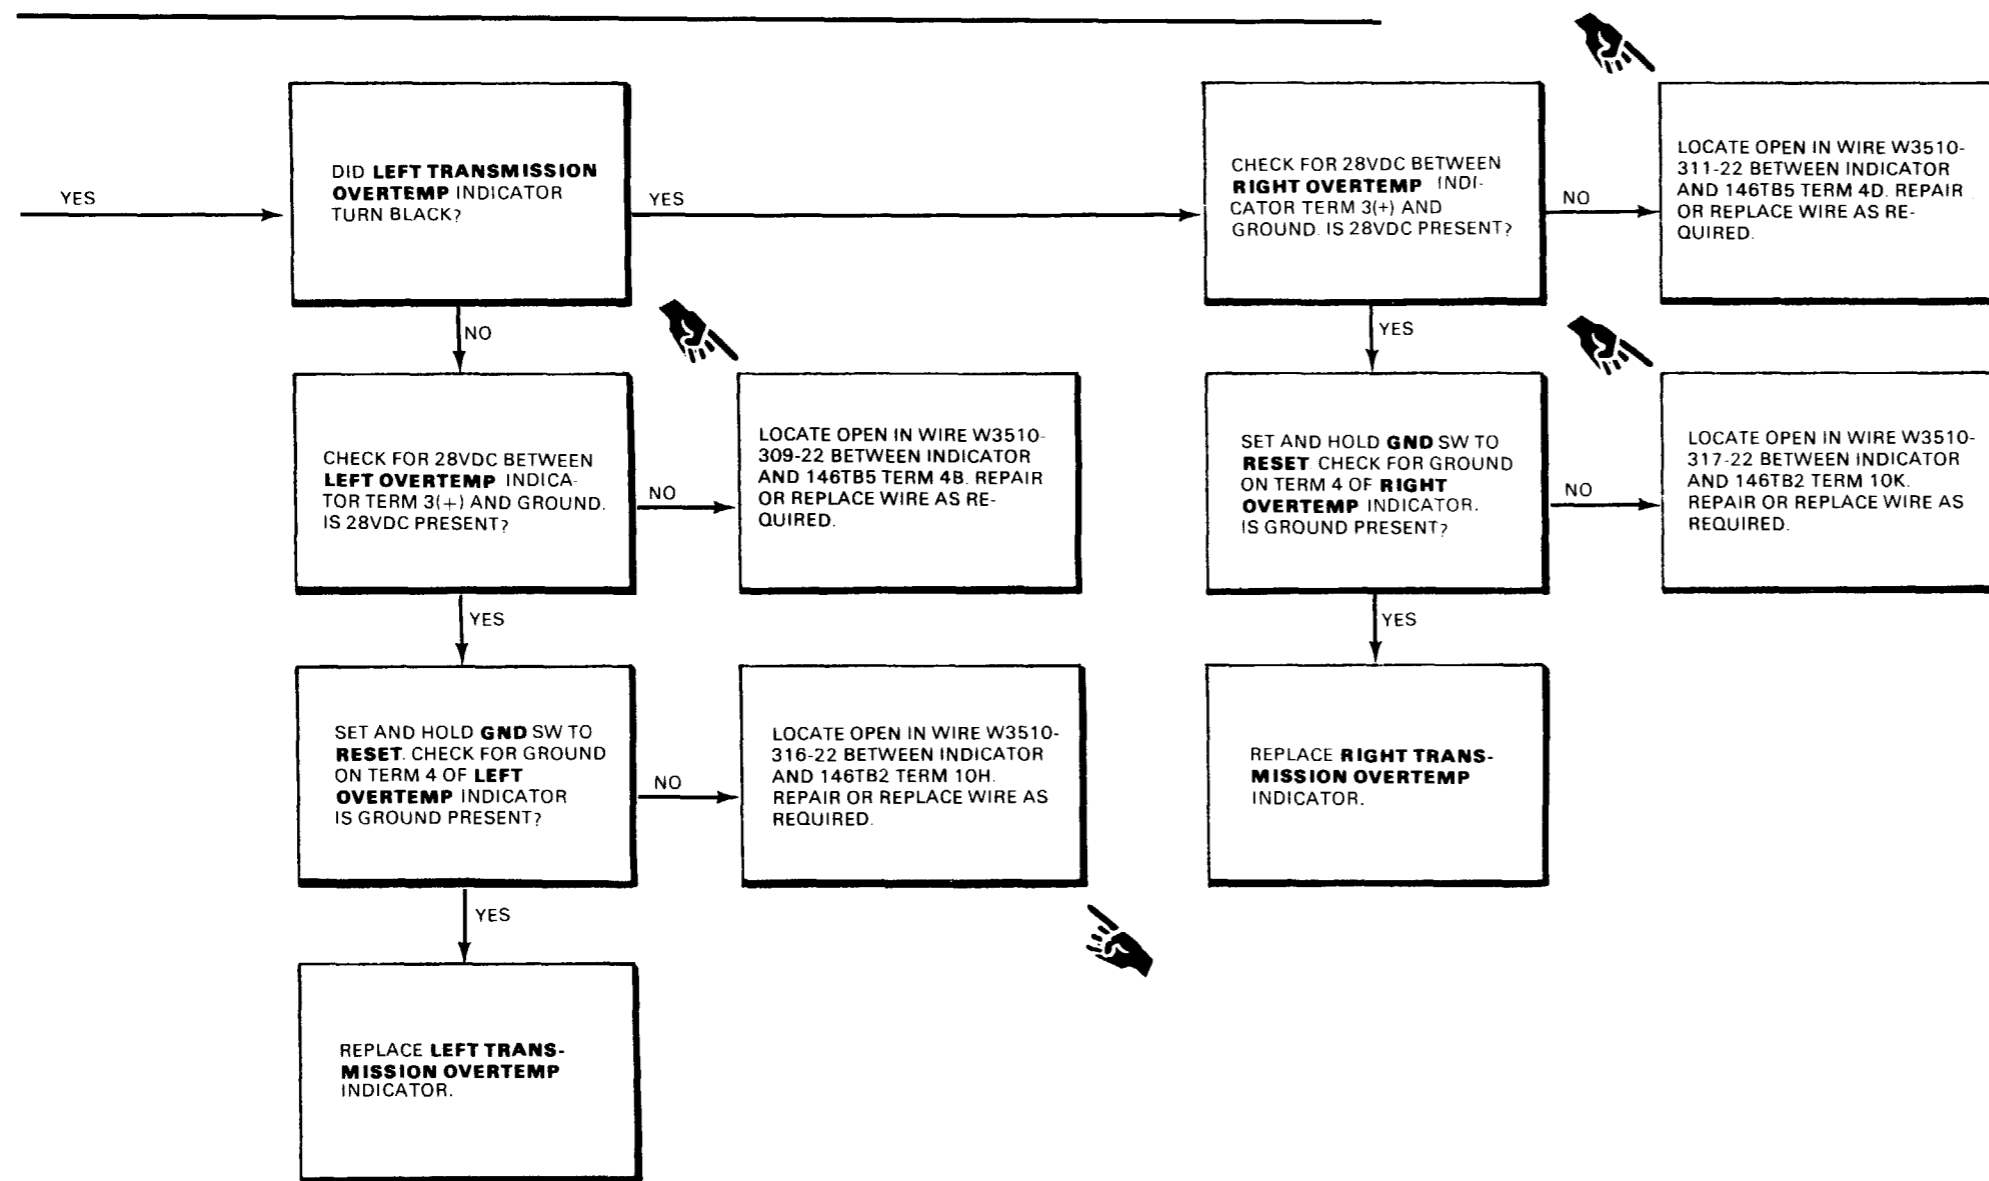 YES
DID LEFT TRANSMISSION
OVERTEMP INDICATOR
TURN BLACK?
YES
CHECK FOR 28VDC BETWEEN
RIGHT OVERTEMP INDI-
CATOR TERM 3(+) AND
GROUND. IS 28VDC PRESENT?
NO
LOCATE OPEN IN WIRE W3510-
311-22 BETWEEN INDICATOR
AND 146TB5 TERM 4D. REPAIR
OR REPLACE WIRE AS RE-
QUIRED.
NO
YES
CHECK FOR 28VDC BETWEEN
LEFT OVERTEMP INDICA-
TOR TERM 3(+) AND GROUND.
IS 28VDC PRESENT?
NO
LOCATE OPEN IN WIRE W3510-
309-22 BETWEEN INDICATOR
AND 146TB5 TERM 4B. REPAIR
OR REPLACE WIRE AS RE-
QUIRED.
SET AND HOLD GND SW TO
RESET. CHECK FOR GROUND
ON TERM 4 OF RIGHT
OVERTEMP INDICATOR.
IS GROUND PRESENT?
NO
LOCATE OPEN IN WIRE W3510-
317-22 BETWEEN INDICATOR
AND 146TB2 TERM 10K.
REPAIR OR REPLACE WIRE AS
REQUIRED.
YES
YES
SET AND HOLD GND SW TO
RESET. CHECK FOR GROUND
ON TERM 4 OF LEFT
OVERTEMP INDICATOR
IS GROUND PRESENT?
NO
LOCATE OPEN IN WIRE W3510-
316-22 BETWEEN INDICATOR
AND 146TB2 TERM 10H.
REPAIR OR REPLACE WIRE AS
REQUIRED.
REPLACE RIGHT TRANS-
MISSION OVERTEMP
INDICATOR.
YES
REPLACE LEFT TRANS-
MISSION OVERTEMP
INDICATOR.